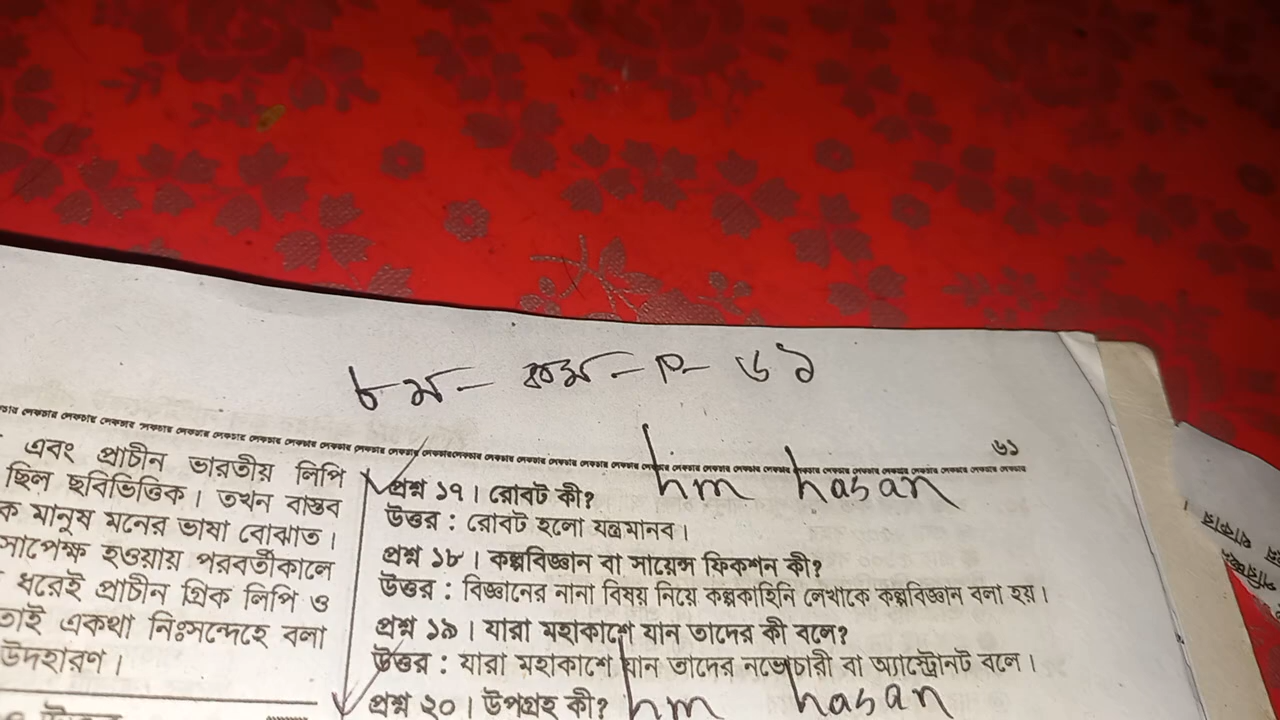 ৮ম - ৯ম - P - ৬১
৬১
এবং প্রাচীন ভারতীয় লিপি
ছিল ছবিভিত্তিক। তখন বাস্তব
ক মানুষ মনের ভাষা বোঝাত।
সাপেক্ষ হওয়ায় পরবর্তীকালে
ধরেই প্রাচীন গ্রিক লিপি ও
তাই একথা নিঃসন্দেহে বলা
উদহারণ।
প্রশ্ন ১৭। রোবট কী? hm hasan
উত্তর : রোবট হলো যন্ত্রমানব।
প্রশ্ন ১৮। কল্পবিজ্ঞান বা সায়েন্স ফিকশন কী?
উত্তর : বিজ্ঞানের নানা বিষয় নিয়ে কল্পকাহিনি লেখাকে কল্পবিজ্ঞান বলা হয়।
প্রশ্ন ১৯। যারা মহাকাশে যান তাদের কী বলে?
উত্তর : যারা মহাকাশে যান তাদের নভোচারী বা অ্যাস্ট্রোনট বলে।
প্রশ্ন ২০। উপগ্রহ কী? hm hasan